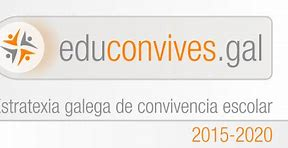 educonvives.gal
stratexia galega de convivencia escolar
2015-2020